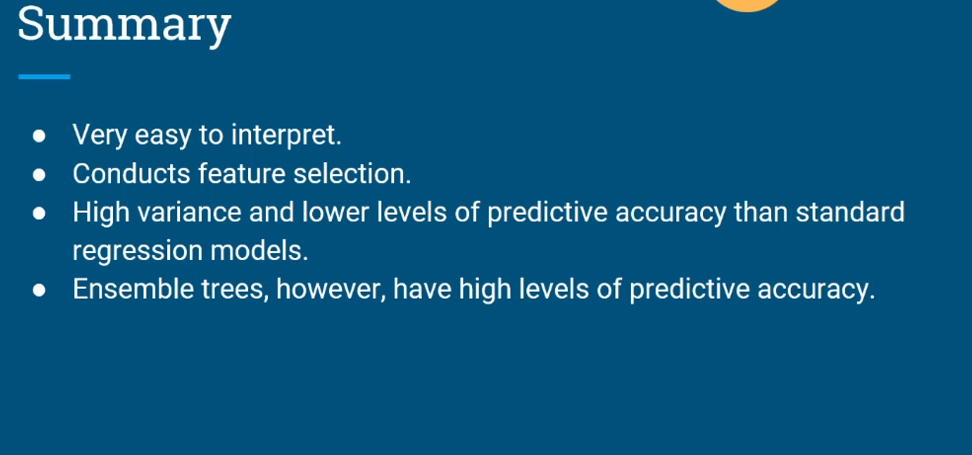 Summary
● Very easy to interpret.
● Conducts feature selection.
● High variance and lower levels of predictive accuracy than standard
regression models.
● Ensemble trees, however, have high levels of predictive accuracy.